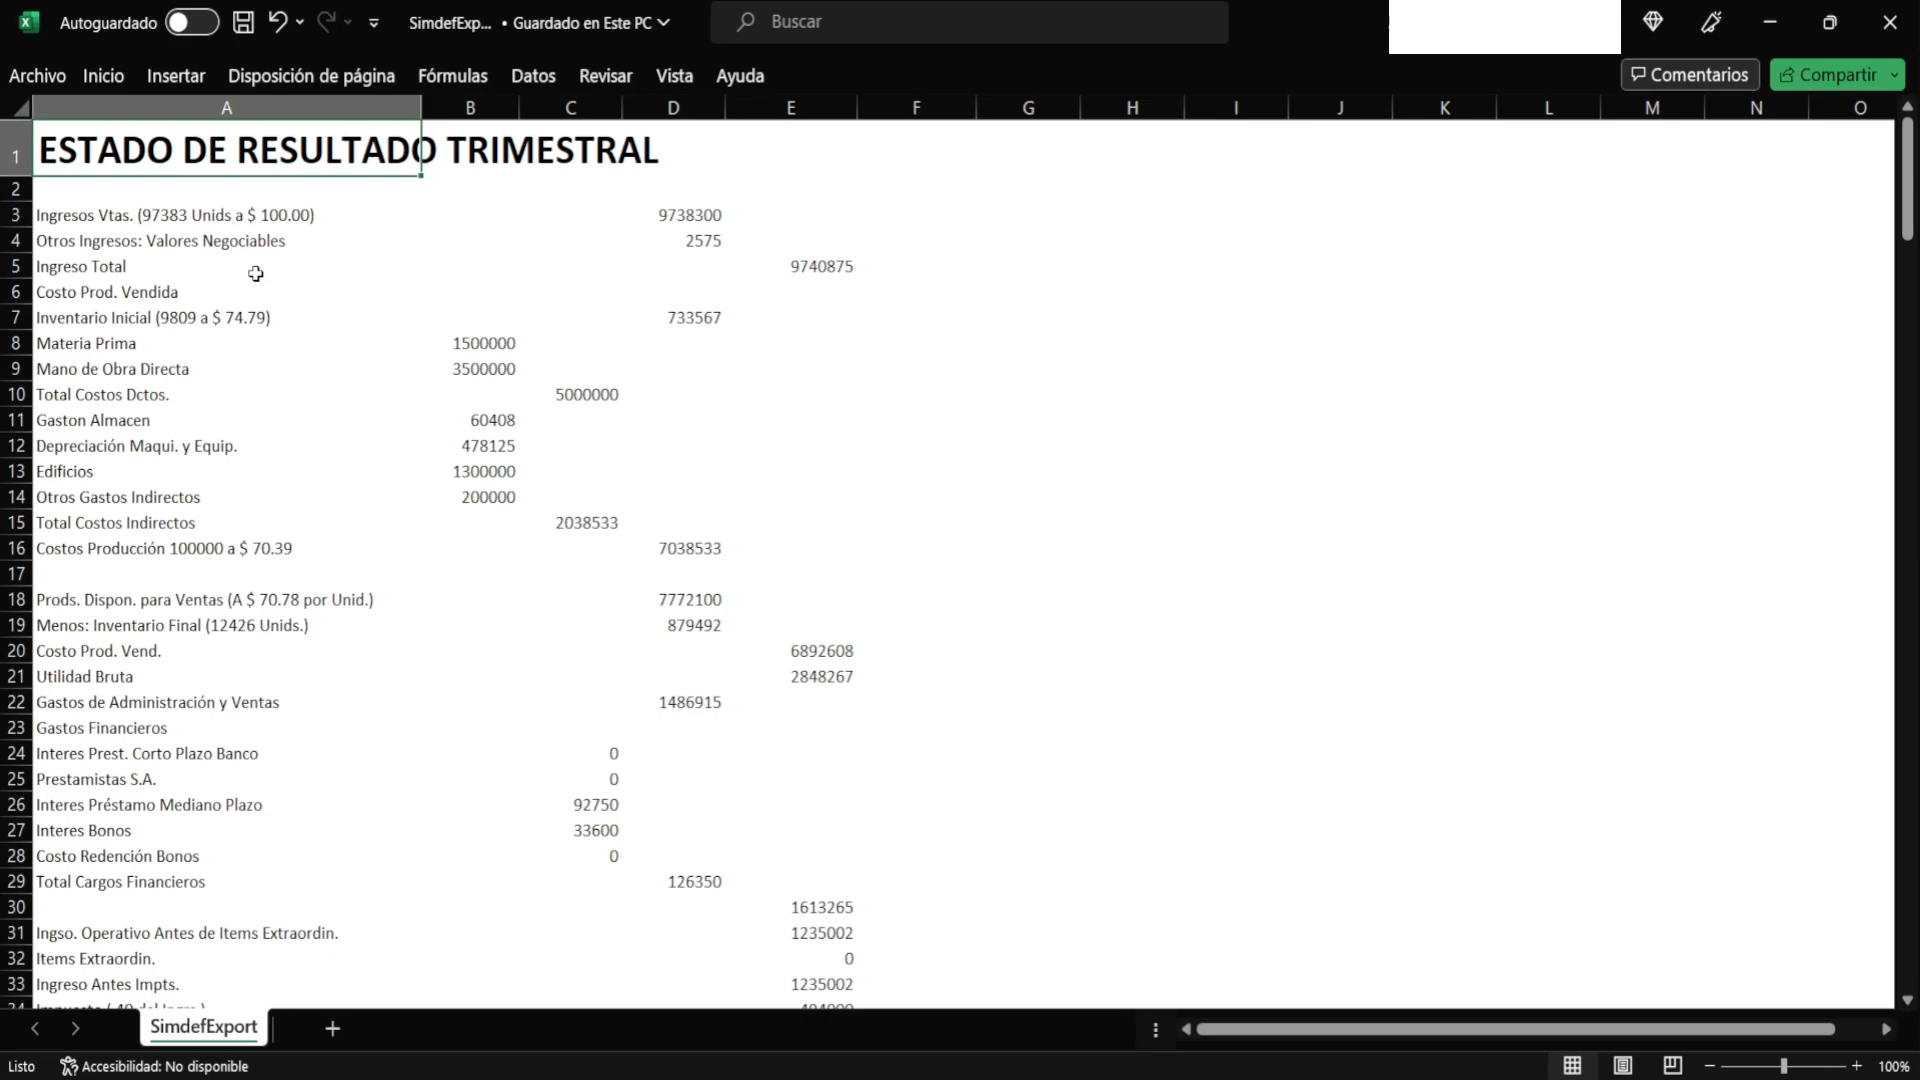 Autoguardado SimdefExp... • Guardado en Este PC Buscar
Archivo Inicio Insertar Disposición de página Fórmulas Datos Revisar Vista Ayuda Comentarios Compartir
A B C D E F G H I J K L M N O
1 ESTADO DE RESULTADO TRIMESTRAL
2
3 Ingresos Vtas. (97383 Unids a $ 100.00) 9738300
4 Otros Ingresos: Valores Negociables 2575
5 Ingreso Total 9740875
6 Costo Prod. Vendida
7 Inventario Inicial (9809 a $ 74.79) 733567
8 Materia Prima 1500000
9 Mano de Obra Directa 3500000
10 Total Costos Dctos. 5000000
11 Gaston Almacen 60408
12 Depreciación Maqui. y Equip. 478125
13 Edificios 1300000
14 Otros Gastos Indirectos 200000
15 Total Costos Indirectos 2038533
16 Costos Producción 100000 a $ 70.39 7038533
17
18 Prods. Dispon. para Ventas (A $ 70.78 por Unid.) 7772100
19 Menos: Inventario Final (12426 Unids.) 879492
20 Costo Prod. Vend. 6892608
21 Utilidad Bruta 2848267
22 Gastos de Administración y Ventas 1486915
23 Gastos Financieros
24 Interes Prest. Corto Plazo Banco 0
25 Prestamistas S.A. 0
26 Interes Préstamo Mediano Plazo 92750
27 Interes Bonos 33600
28 Costo Redención Bonos 0
29 Total Cargos Financieros 126350
30 1613265
31 Ingso. Operativo Antes de Items Extraordin. 1235002
32 Items Extraordin. 0
33 Ingreso Antes Impts. 1235002
SimdefExport
Listo Accesibilidad: No disponible 100%